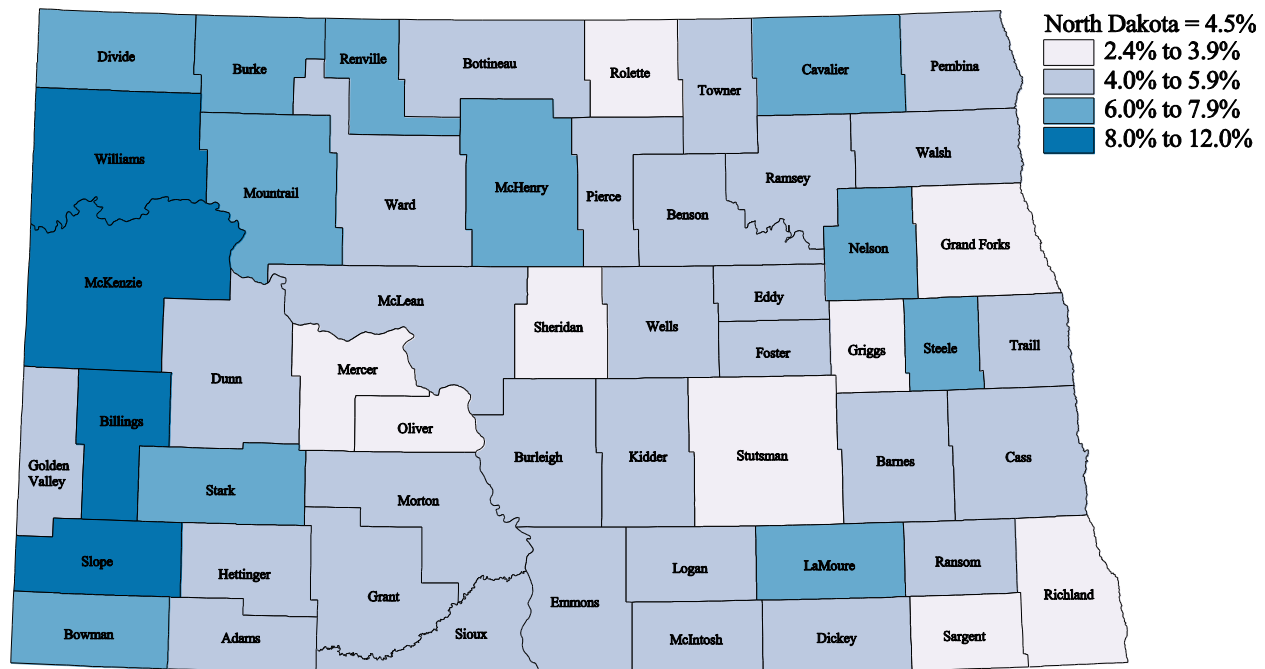 North Dakota = 4.5%
2.4% to 3.9%
4.0% to 5.9%
6.0% to 7.9%
8.0% to 12.0%
Divide
Burke
Renville
Bottineau
Rolette
Towner
Cavalier
Pembina
Williams
Mountrail
Ward
McHenry
Pierce
Benson
Ramsey
Walsh
Nelson
Grand Forks
McKenzie
McLean
Sheridan
Wells
Eddy
Foster
Griggs
Steele
Traill
Dunn
Mercer
Oliver
Billings
Golden
Valley
Stark
Morton
Burleigh
Kidder
Stutsman
Barnes
Cass
Slope
Hettinger
Grant
Emmons
Logan
LaMoure
Ransom
Richland
Bowman
Adams
Sioux
McIntosh
Dickey
Sargent